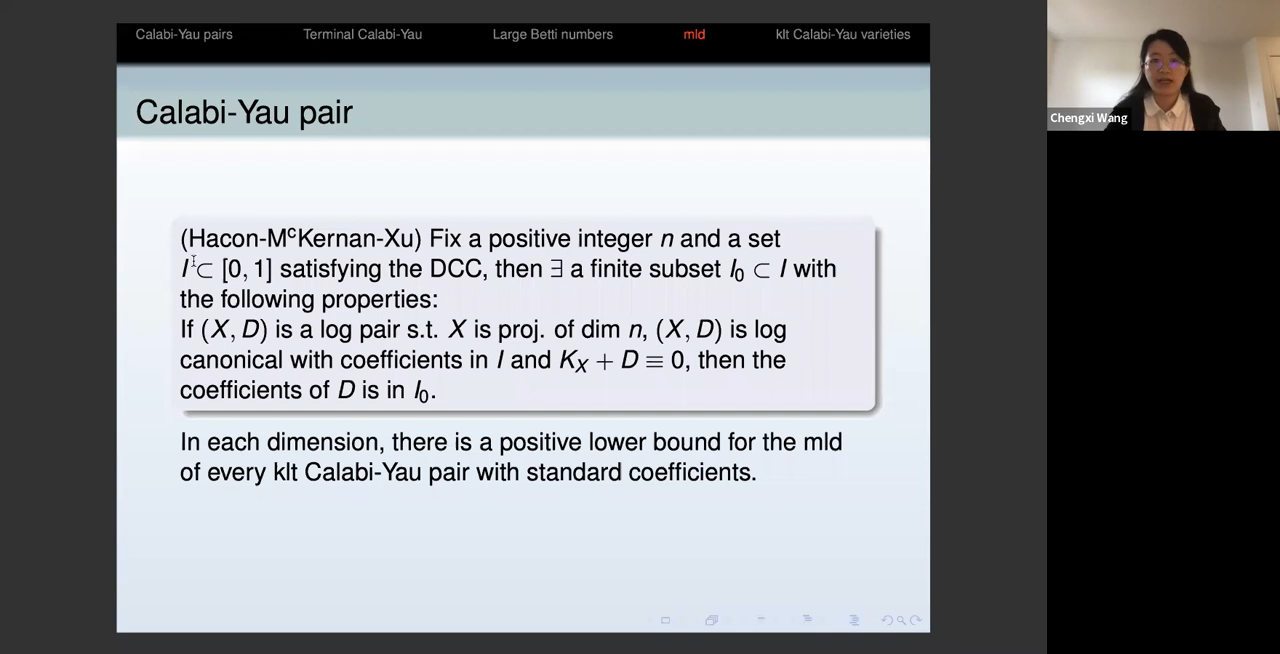 Calabi-Yau pairs Terminal Calabi-Yau Large Betti numbers mld klt Calabi-Yau varieties
Calabi-Yau pair
(Hacon-McKernan-Xu) Fix a positive integer n and a set
I ⊂ [0, 1] satisfying the DCC, then ∃ a finite subset I₀ ⊂ I with
the following properties:
If (X, D) is a log pair s.t. X is proj. of dim n, (X, D) is log
canonical with coefficients in I and K_X + D ≡ 0, then the
coefficients of D is in I₀.
In each dimension, there is a positive lower bound for the mld
of every klt Calabi-Yau pair with standard coefficients.
Chengxi Wang